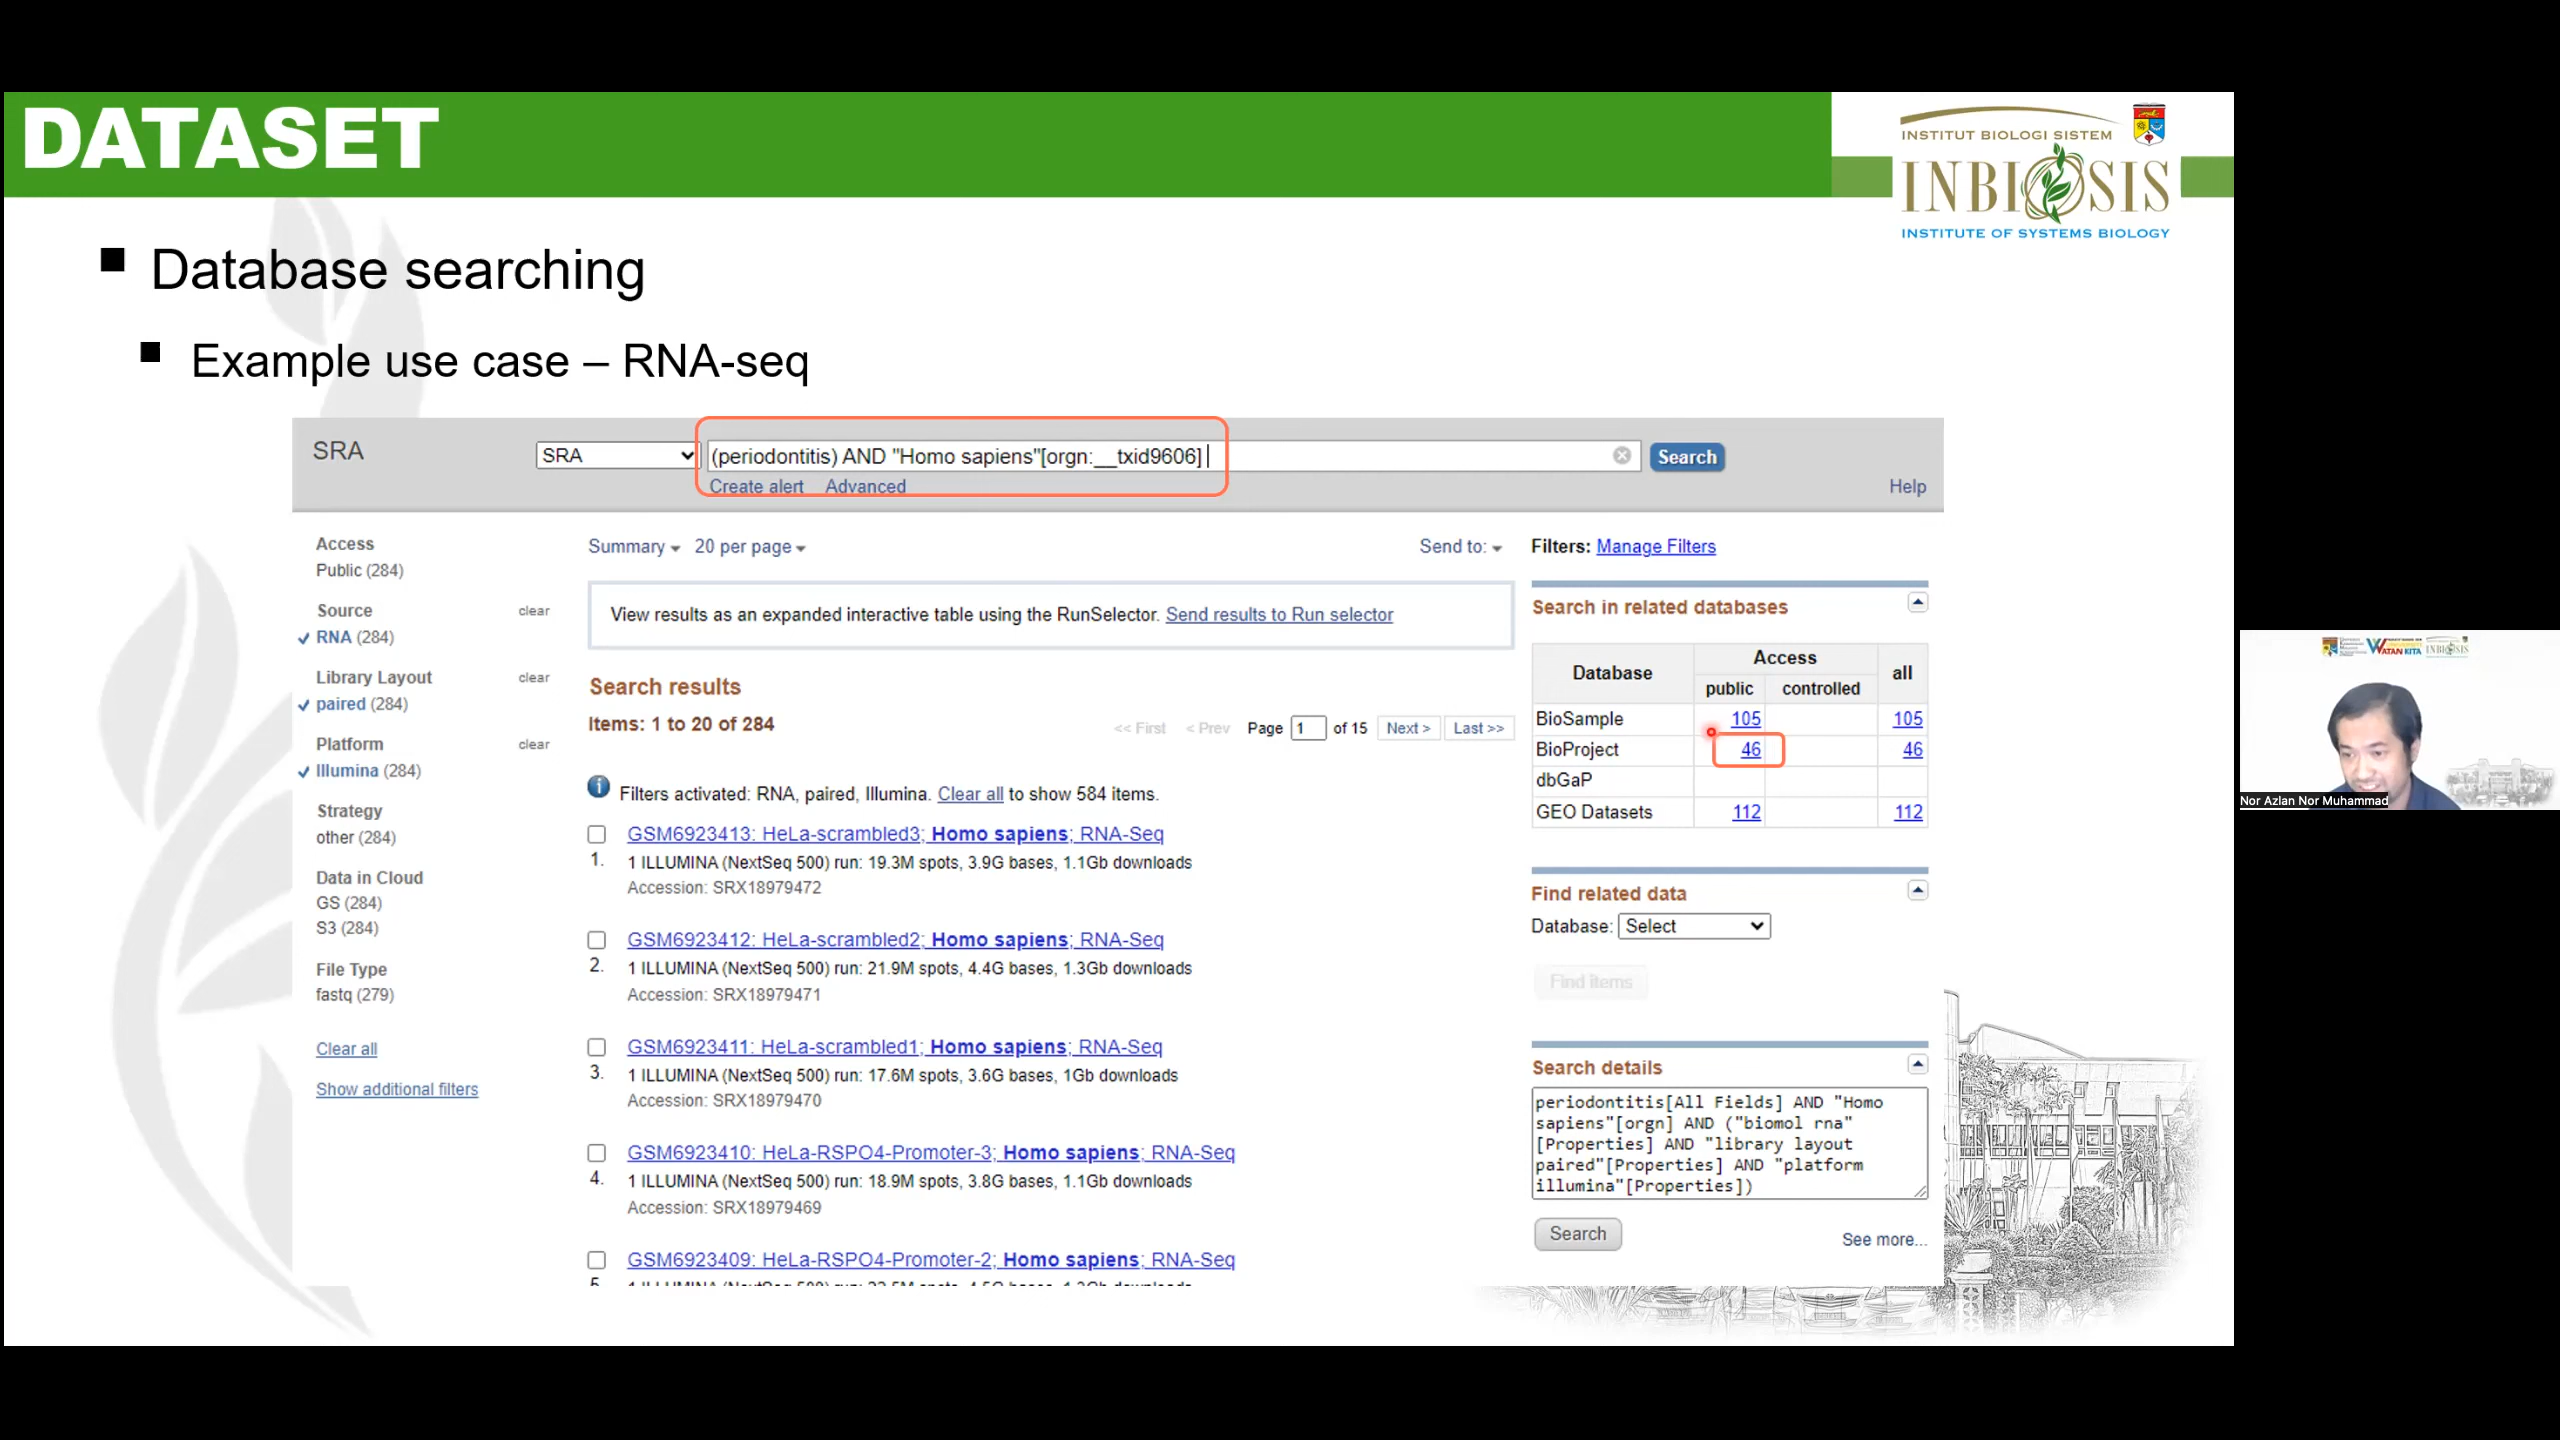 DATASET
INSTITUT BIOLOGI SISTEM
INBIOSIS
INSTITUTE OF SYSTEMS BIOLOGY
Database searching
Example use case – RNA-seq
SRA
SRA
(periodontitis) AND "Homo sapiens"[orgn:__txid9606]
Search
Create alert Advanced
Help
Access
Public (284)
Source clear
RNA (284)
Library Layout clear
paired (284)
Platform clear
Illumina (284)
Strategy
other (284)
Data in Cloud
GS (284)
S3 (284)
File Type
fastq (279)
Clear all
Show additional filters
Summary 20 per page Send to:
View results as an expanded interactive table using the RunSelector. Send results to Run selector
Search results
Items: 1 to 20 of 284
<< First < Prev Page 1 of 15 Next > Last >>
Filters activated: RNA, paired, Illumina. Clear all to show 584 items.
GSM6923413: HeLa-scrambled3; Homo sapiens; RNA-Seq
1. 1 ILLUMINA (NextSeq 500) run: 19.3M spots, 3.9G bases, 1.1Gb downloads
Accession: SRX18979472
GSM6923412: HeLa-scrambled2; Homo sapiens; RNA-Seq
2. 1 ILLUMINA (NextSeq 500) run: 21.9M spots, 4.4G bases, 1.3Gb downloads
Accession: SRX18979471
GSM6923411: HeLa-scrambled1; Homo sapiens; RNA-Seq
3. 1 ILLUMINA (NextSeq 500) run: 17.6M spots, 3.6G bases, 1Gb downloads
Accession: SRX18979470
GSM6923410: HeLa-RSPO4-Promoter-3; Homo sapiens; RNA-Seq
4. 1 ILLUMINA (NextSeq 500) run: 18.9M spots, 3.8G bases, 1.1Gb downloads
Accession: SRX18979469
GSM6923409: HeLa-RSPO4-Promoter-2; Homo sapiens; RNA-Seq
Filters: Manage Filters
Search in related databases
Database Access all
public controlled
BioSample 105 105
BioProject 46 46
dbGaP
GEO Datasets 112 112
Find related data
Database: Select
Find items
Search details
periodontitis[All Fields] AND "Homo
sapiens"[orgn] AND ("biomol rna"
[Properties] AND "library layout
paired"[Properties] AND "platform
illumina"[Properties])
Search
See more...
WATAN KITA
INBIOSIS
Nor Azlan Nor Muhammad